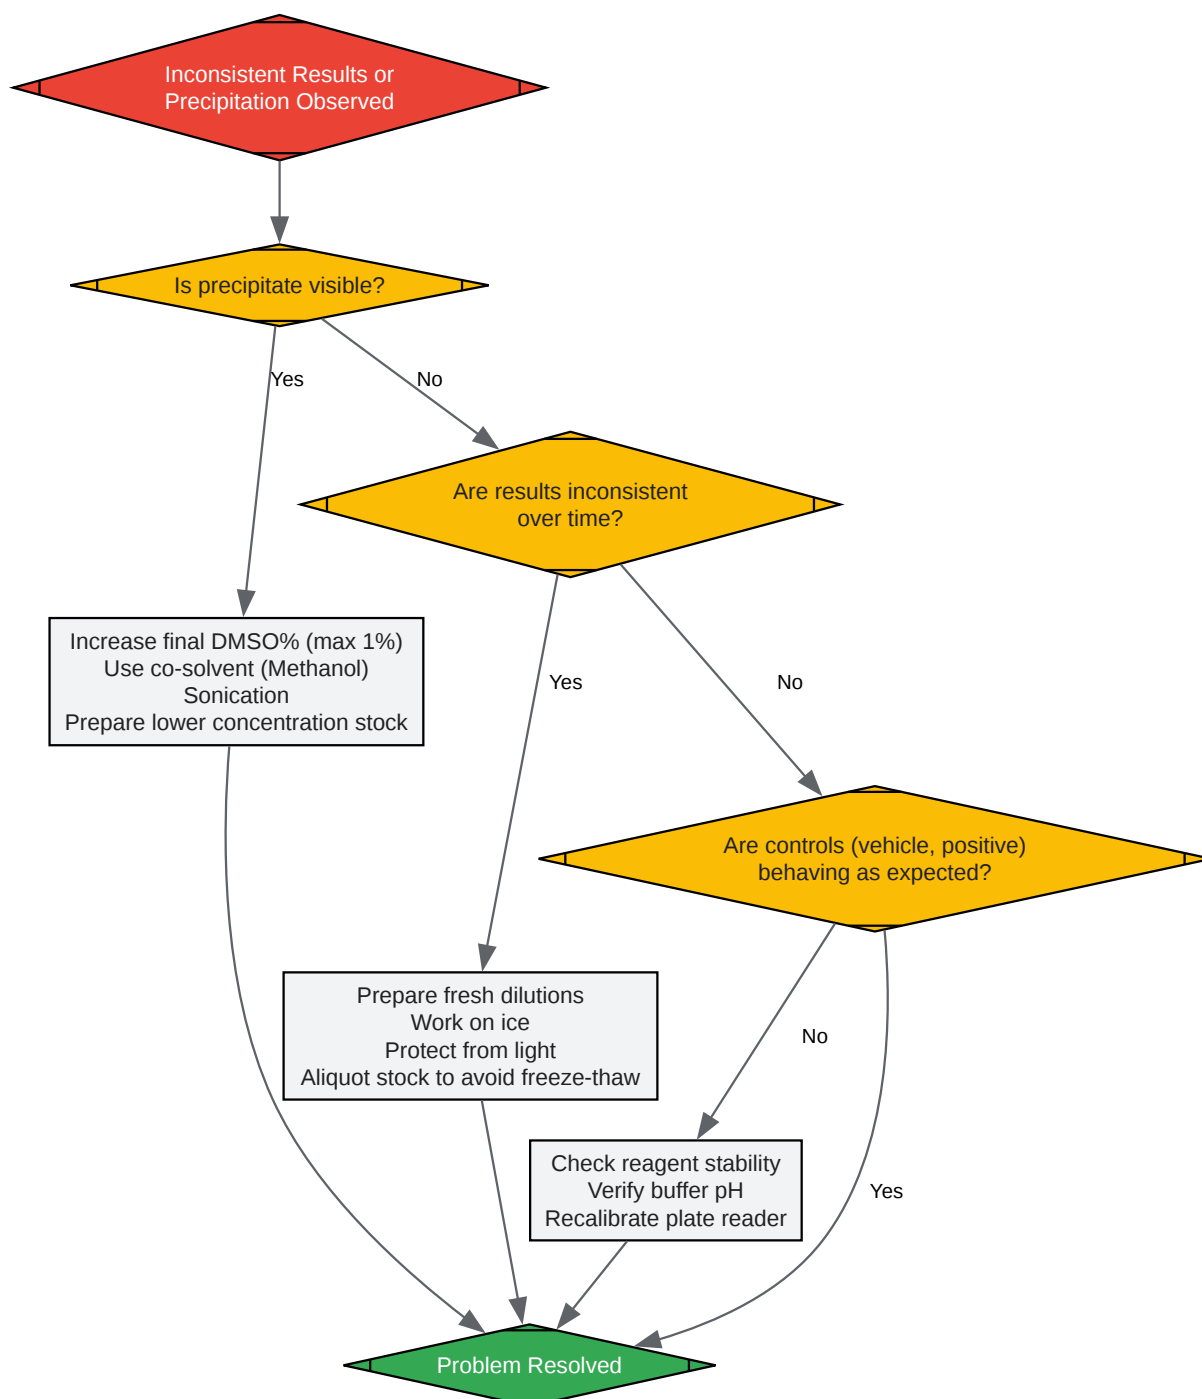 Inconsistent Results or
Precipitation Observed
Is precipitate visible?
Yes
No
Are results inconsistent
over time?
Increase final DMSO% (max 1%)
Use co-solvent (Methanol)
Sonication
Prepare lower concentration stock
Yes
No
Are controls (vehicle, positive)
behaving as expected?
Prepare fresh dilutions
Work on ice
Protect from light
Aliquot stock to avoid freeze-thaw
No
Check reagent stability
Verify buffer pH
Recalibrate plate reader
Yes
Problem Resolved